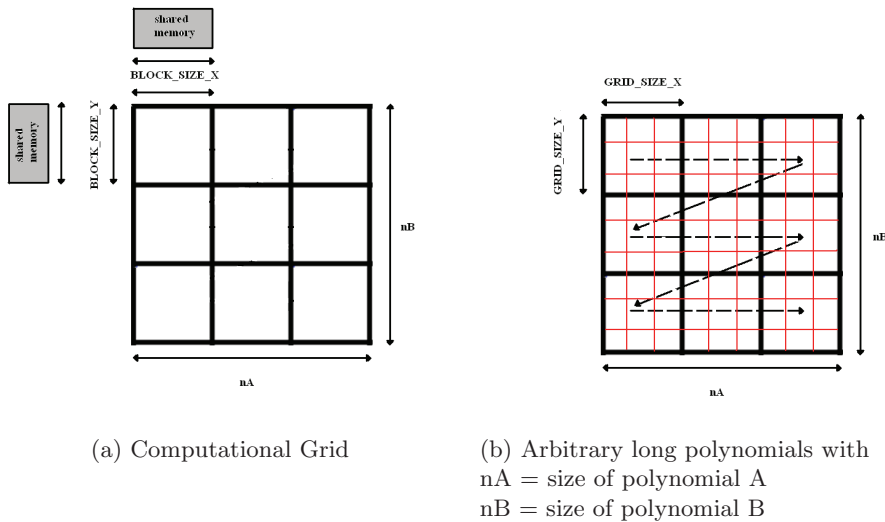 shared
memory
BLOCK_SIZE_X
shared
memory
BLOCK_SIZE_Y
nB
nA
(a) Computational Grid
GRID_SIZE_X
GRID_SIZE_Y
nB
nA
(b) Arbitrary long polynomials with
nA = size of polynomial A
nB = size of polynomial B